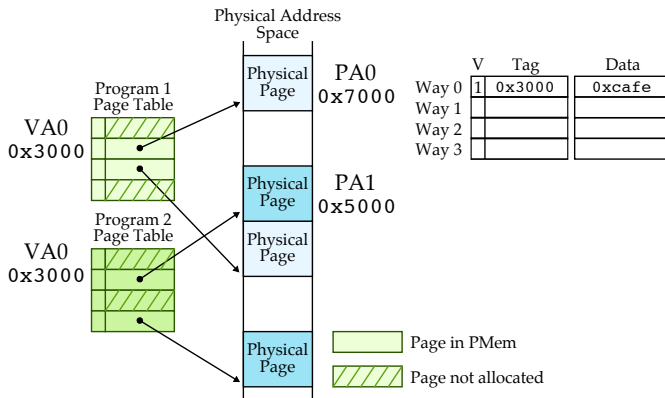 Physical Address
Space
Program 1
Page Table
VA0
0x3000
Program 2
Page Table
VA0
0x3000
Physical
Page
PA0
0x7000
Physical
Page
PA1
0x5000
Physical
Page
Physical
Page
V Tag Data
Way 0 1 0x3000 0xcafe
Way 1
Way 2
Way 3
Page in PMem
Page not allocated